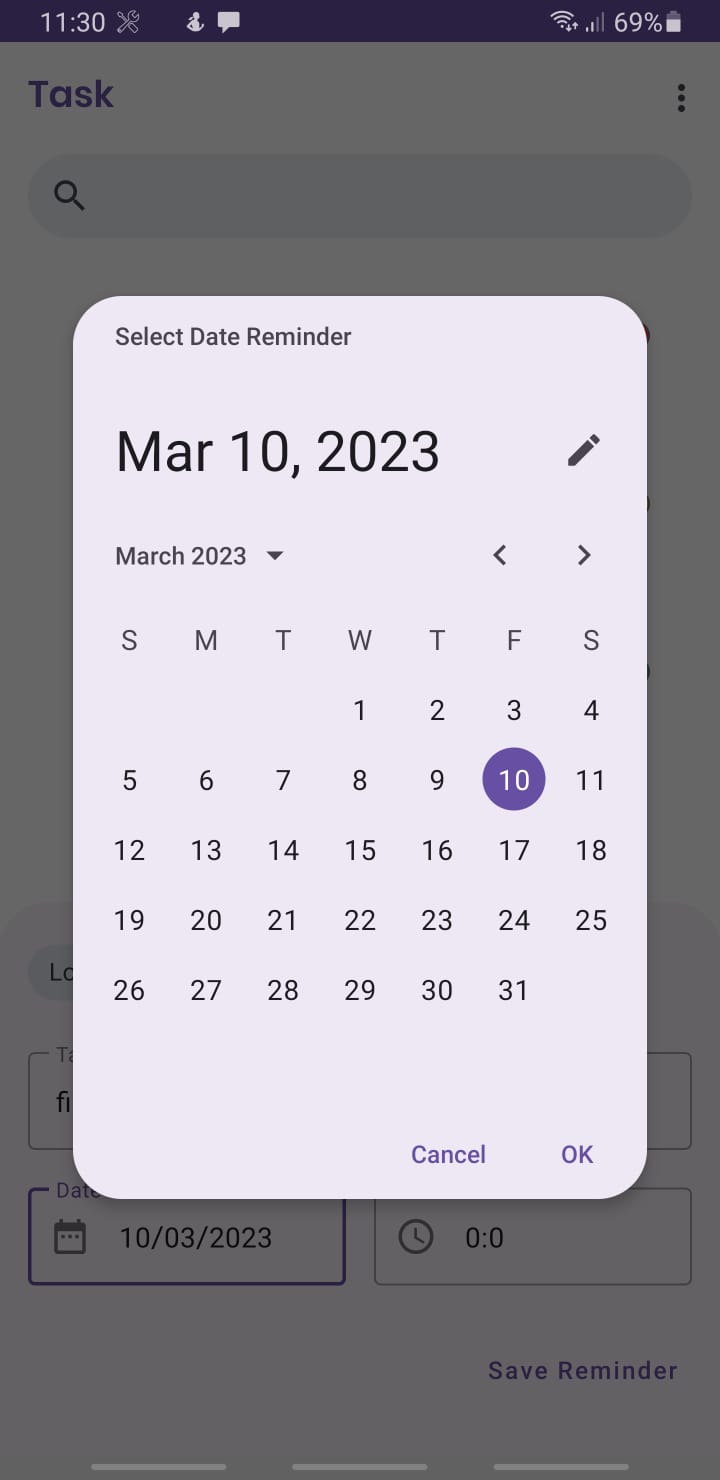 11:30 69%
Task
Select Date Reminder
Mar 10, 2023
March 2023
S M T W T F S
1 2 3 4
5 6 7 8 9 10 11
12 13 14 15 16 17 18
19 20 21 22 23 24 25
26 27 28 29 30 31
Cancel OK
Date
10/03/2023 0:0
Save Reminder